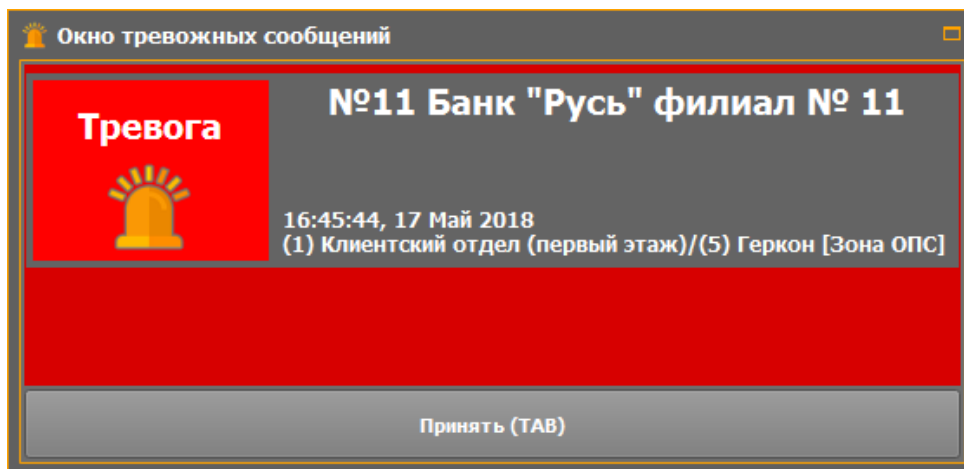 Окно тревожных сообщений
Тревога
№11 Банк "Русь" филиал № 11
16:45:44, 17 Май 2018
(1) Клиентский отдел (первый этаж)/(5) Геркон [Зона ОПС]
Принять (TAB)